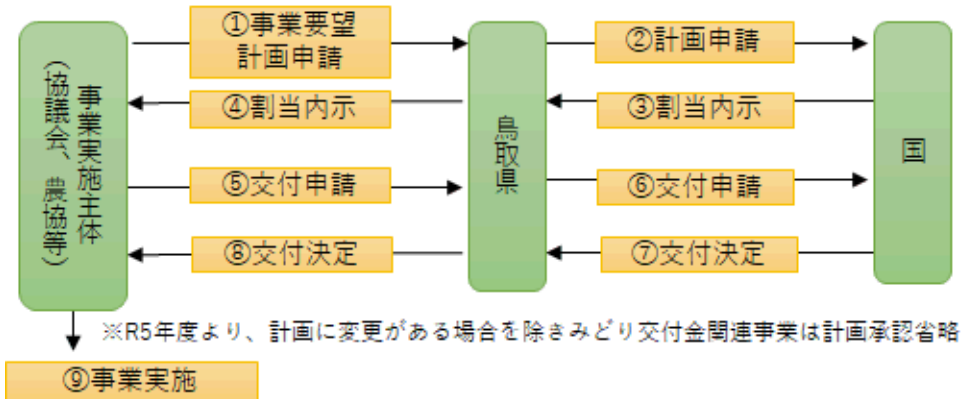 ①事業要望
計画申請
②計画申請
④割当内示
③割当内示
事業実施主体
(協議会、農協等)
鳥取県
国
⑤交付申請
⑥交付申請
⑧交付決定
⑦交付決定
※R5年度より、計画に変更がある場合を除きみどり交付金関連事業は計画承認省略
⑨事業実施